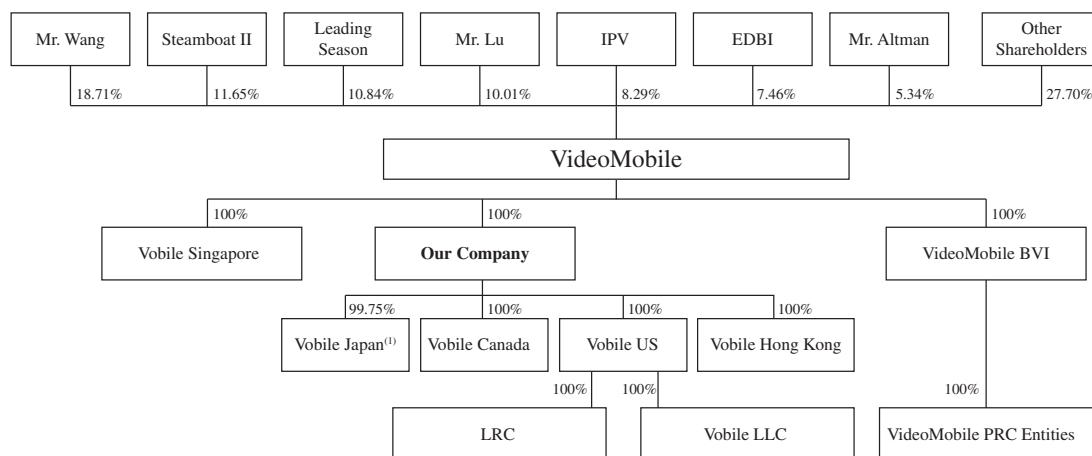 Mr. Wang
Steamboat II
Leading
Season
Mr. Lu
IPV
EDBI
Mr. Altman
Other
Shareholders
18.71%
11.65%
10.84%
10.01%
8.29%
7.46%
5.34%
27.70%
VideoMobile
100%
100%
100%
Vobile Singapore
Our Company
VideoMobile BVI
99.75%
100%
100%
100%
Vobile Japan(1)
Vobile Canada
Vobile US
Vobile Hong Kong
100%
100%
100%
LRC
Vobile LLC
VideoMobile PRC Entities